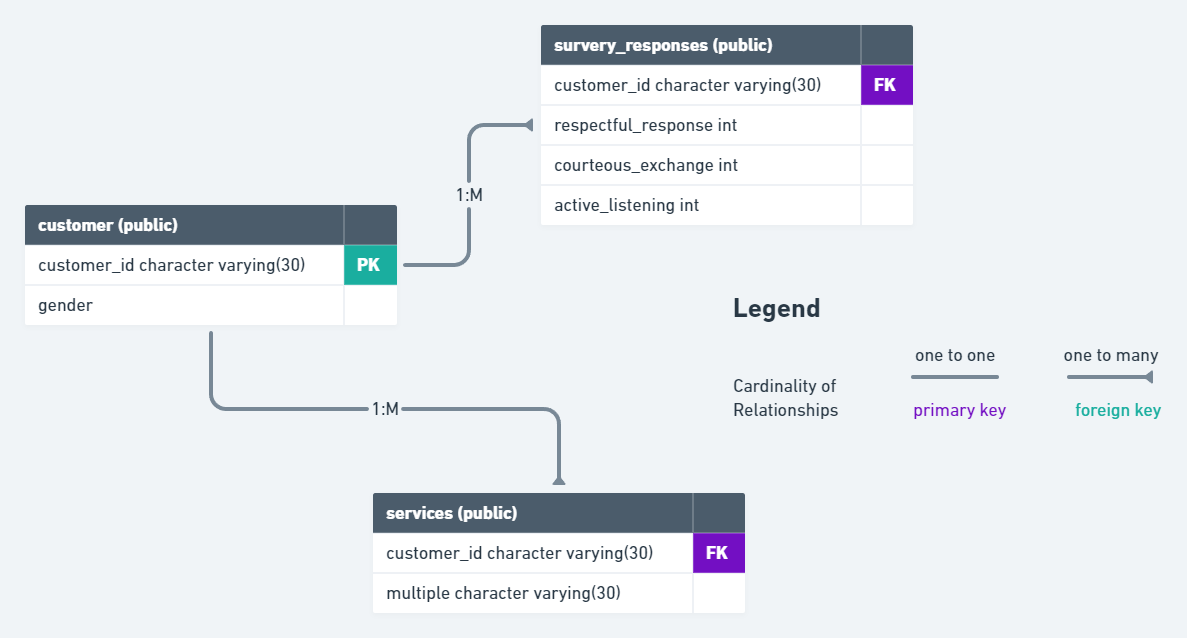 survery_responses (public)
customer_id character varying(30) FK
respectful_response int
courteous_exchange int
active_listening int
1:M
customer (public)
customer_id character varying(30) PK
gender
Legend
one to one
one to many
Cardinality of
Relationships
primary key
foreign key
1:M
services (public)
customer_id character varying(30) FK
multiple character varying(30)